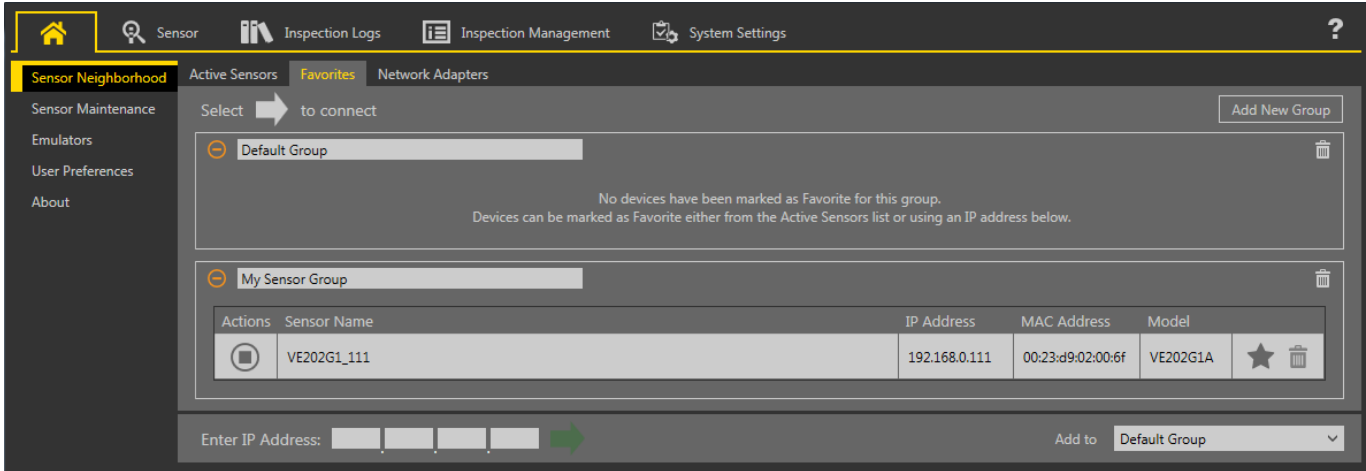 Sensor
Inspection Logs
Inspection Management
System Settings
?
Sensor Neighborhood
Sensor Maintenance
Emulators
User Preferences
About
Active Sensors Favorites Network Adapters
Select to connect
Add New Group
Default Group
No devices have been marked as Favorite for this group.
Devices can be marked as Favorite either from the Active Sensors list or using an IP address below.
My Sensor Group
Actions Sensor Name IP Address MAC Address Model
VE202G1_111 192.168.0.111 00:23:d9:02:00:6f VE202G1A
Enter IP Address: . . .
Add to Default Group